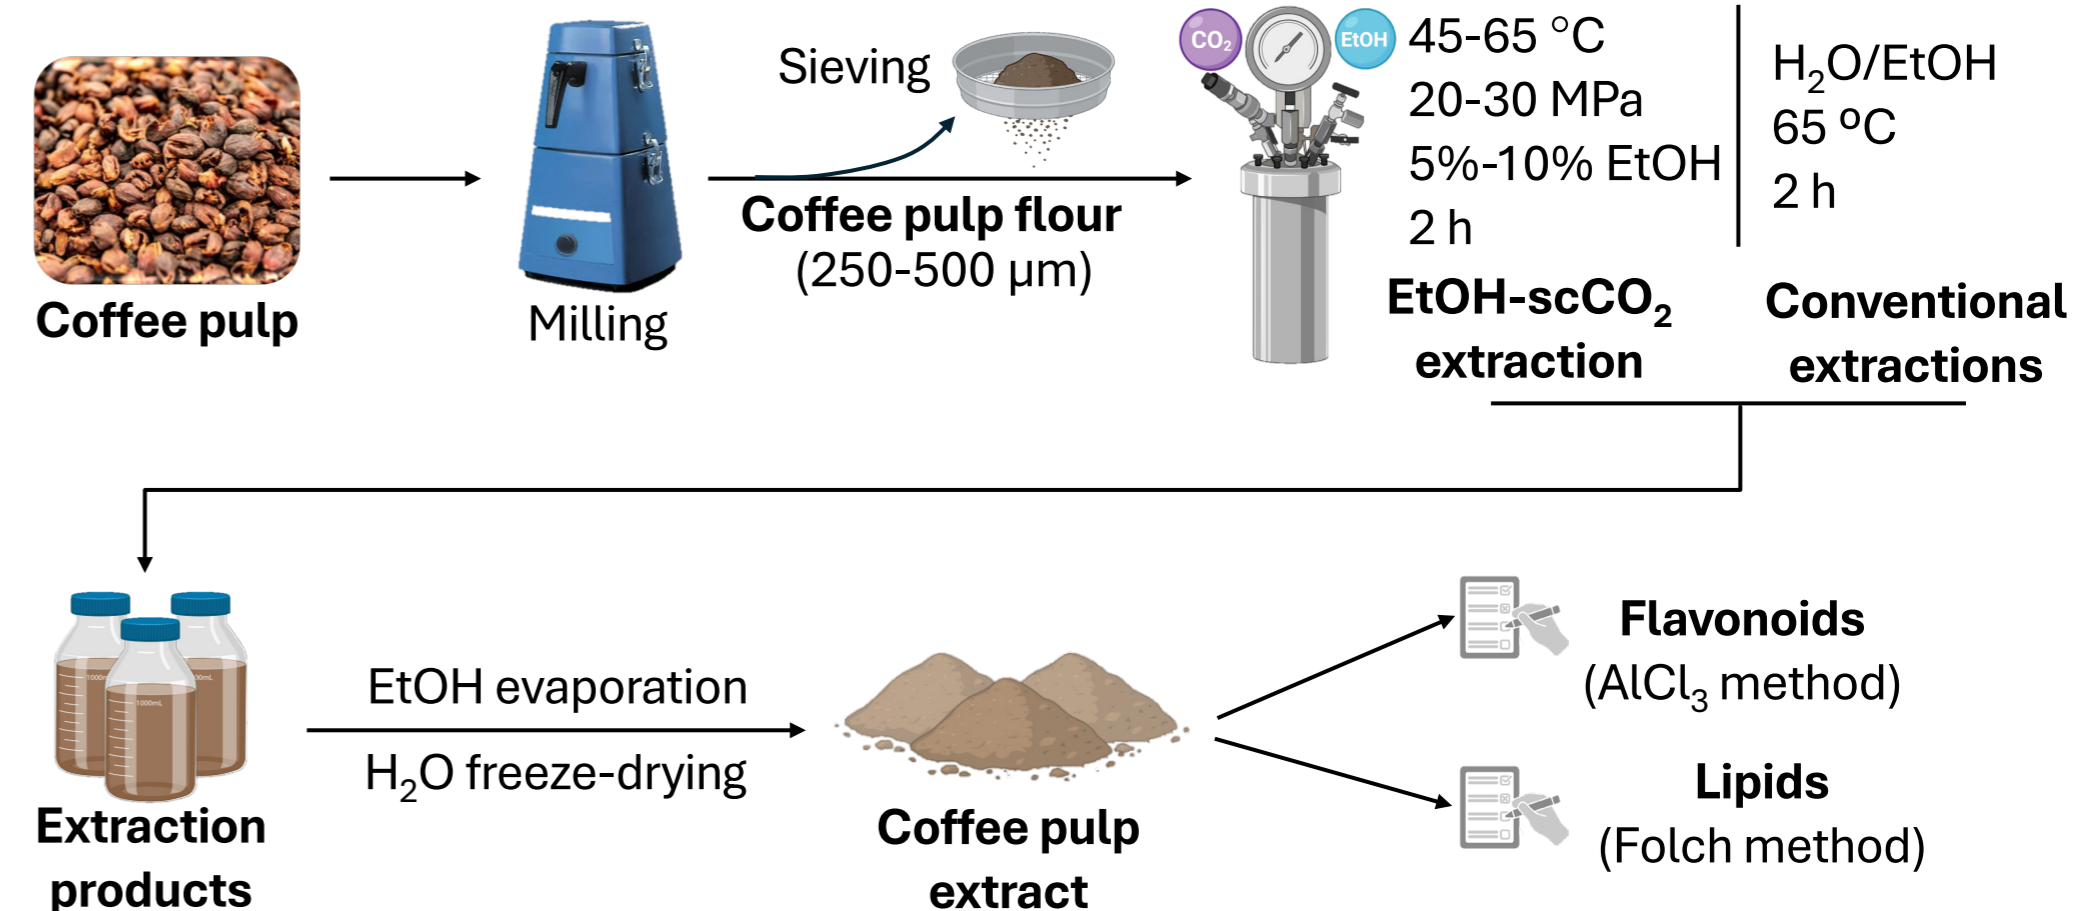 Coffee pulp
Milling
Sieving
Coffee pulp flour
(250-500 µm)
CO₂
EtOH
45-65 °C
20-30 MPa
5%-10% EtOH
2 h
EtOH-scCO₂
extraction
H₂O/EtOH
65 ºC
2 h
Conventional
extractions
1000mL
Extraction
products
EtOH evaporation
H₂O freeze-drying
Coffee pulp
extract
Flavonoids
(AlCl₃ method)
Lipids
(Folch method)